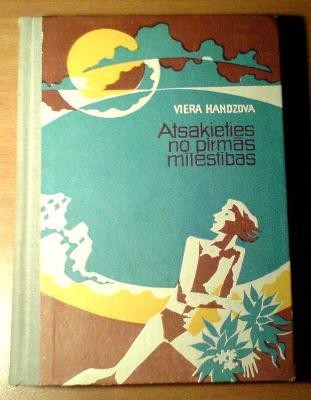 VIERA HANDZOVA
Atsakieties
no pirmās
mīlestības